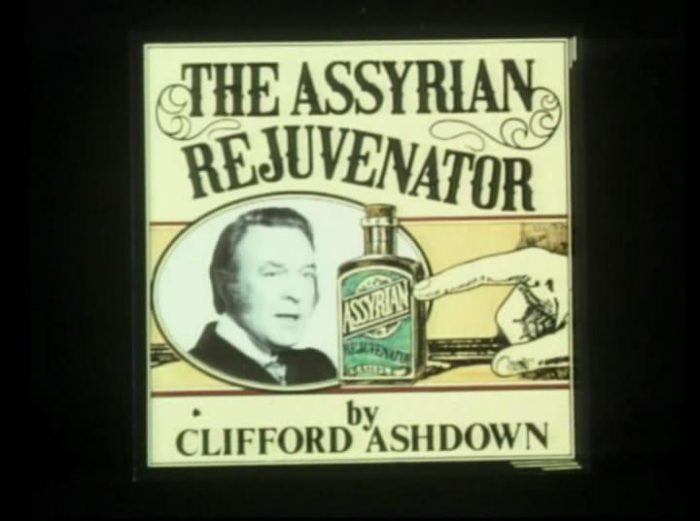 THE ASSYRIAN
REJUVENATOR
ASSYRIAN
REJUVENATOR
by
CLIFFORD ASHDOWN